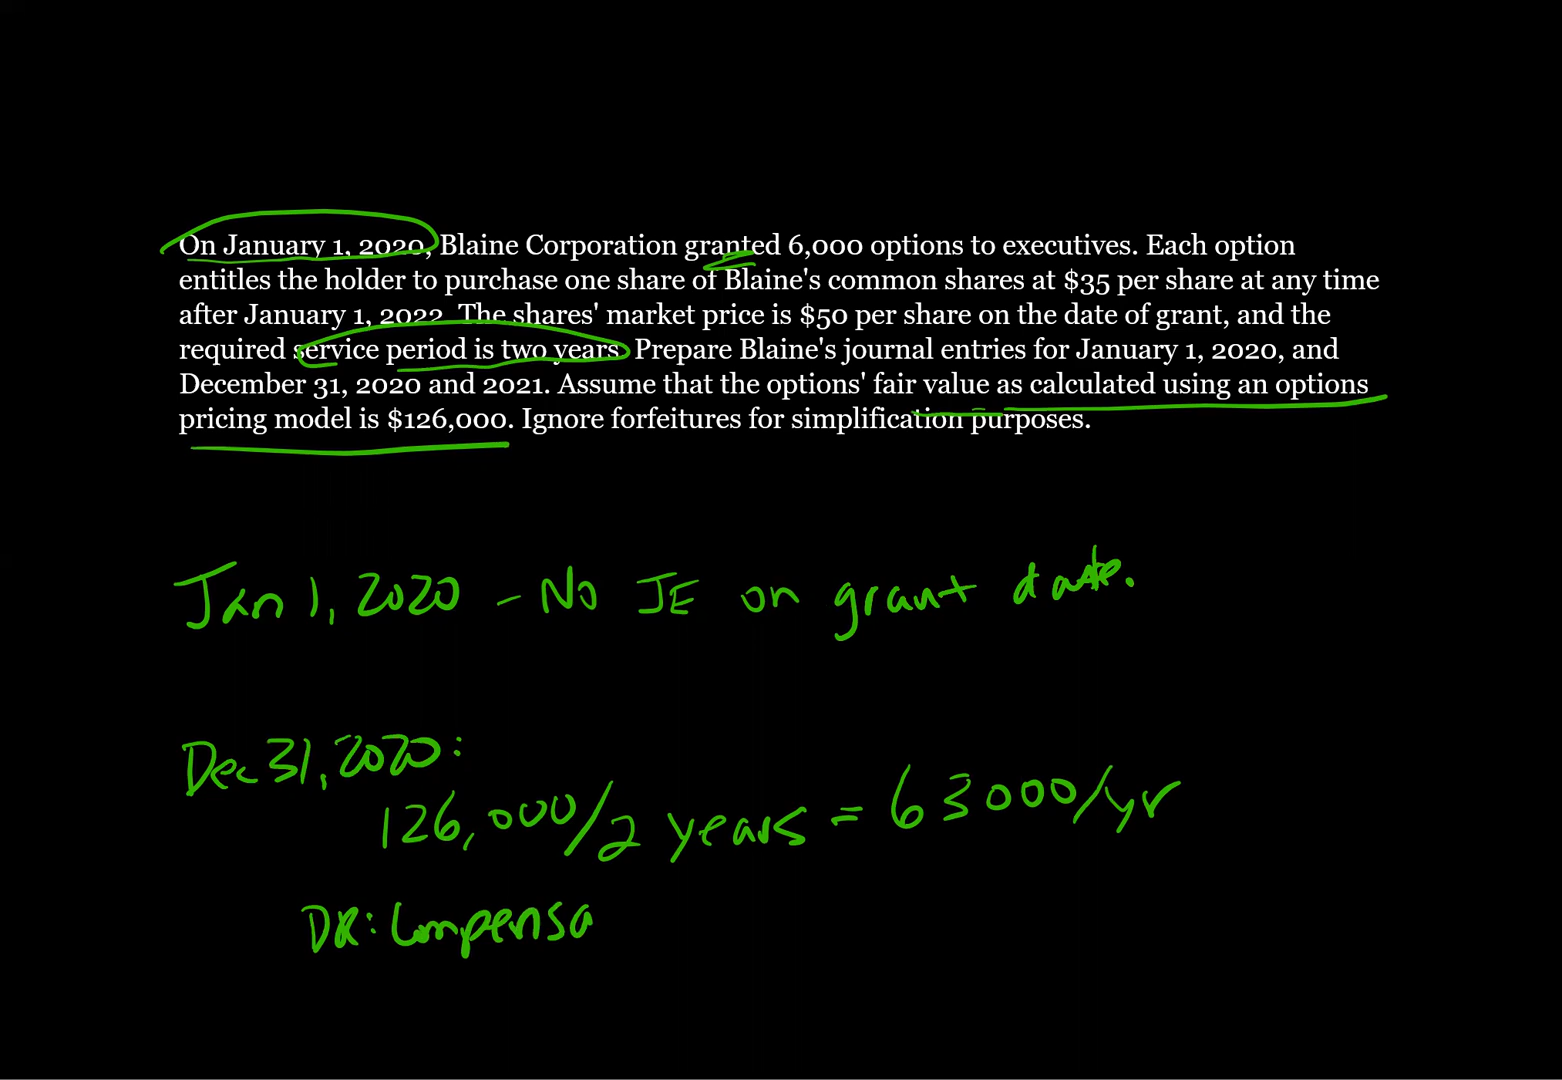 On January 1, 2020, Blaine Corporation granted 6,000 options to executives. Each option
entitles the holder to purchase one share of Blaine's common shares at $35 per share at any time
after January 1, 2022. The shares' market price is $50 per share on the date of grant, and the
required service period is two years. Prepare Blaine's journal entries for January 1, 2020, and
December 31, 2020 and 2021. Assume that the options' fair value as calculated using an options
pricing model is $126,000. Ignore forfeitures for simplification purposes.
Jan 1, 2020 - No JE on grant date.
Dec 31, 2020:
126,000/2 years = 63000/yr
DR: Compensa